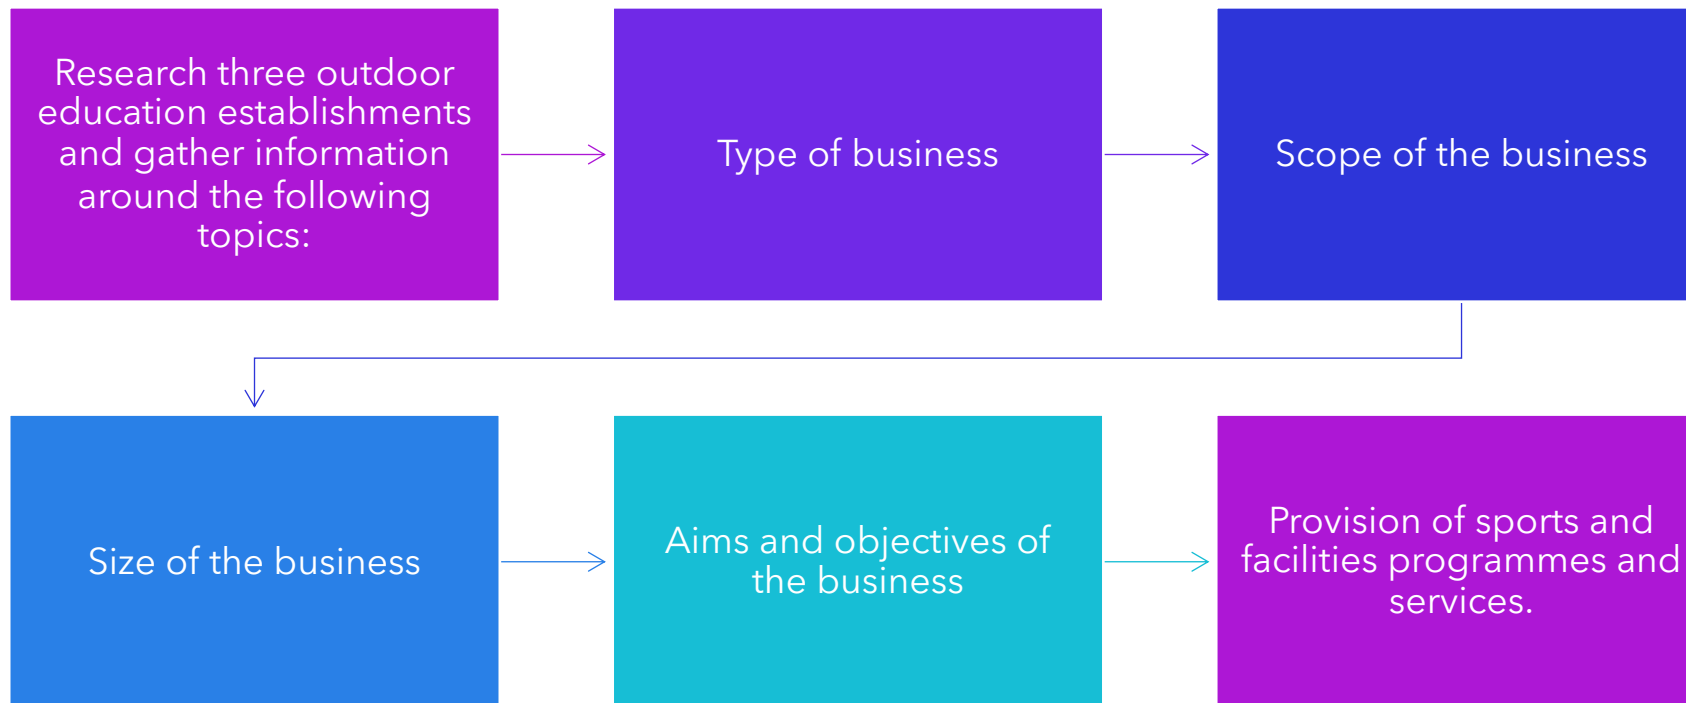 Research three outdoor
education establishments
and gather information
around the following
topics:
Type of business
Scope of the business
Size of the business
Aims and objectives of
the business
Provision of sports and
facilities programmes and
services.